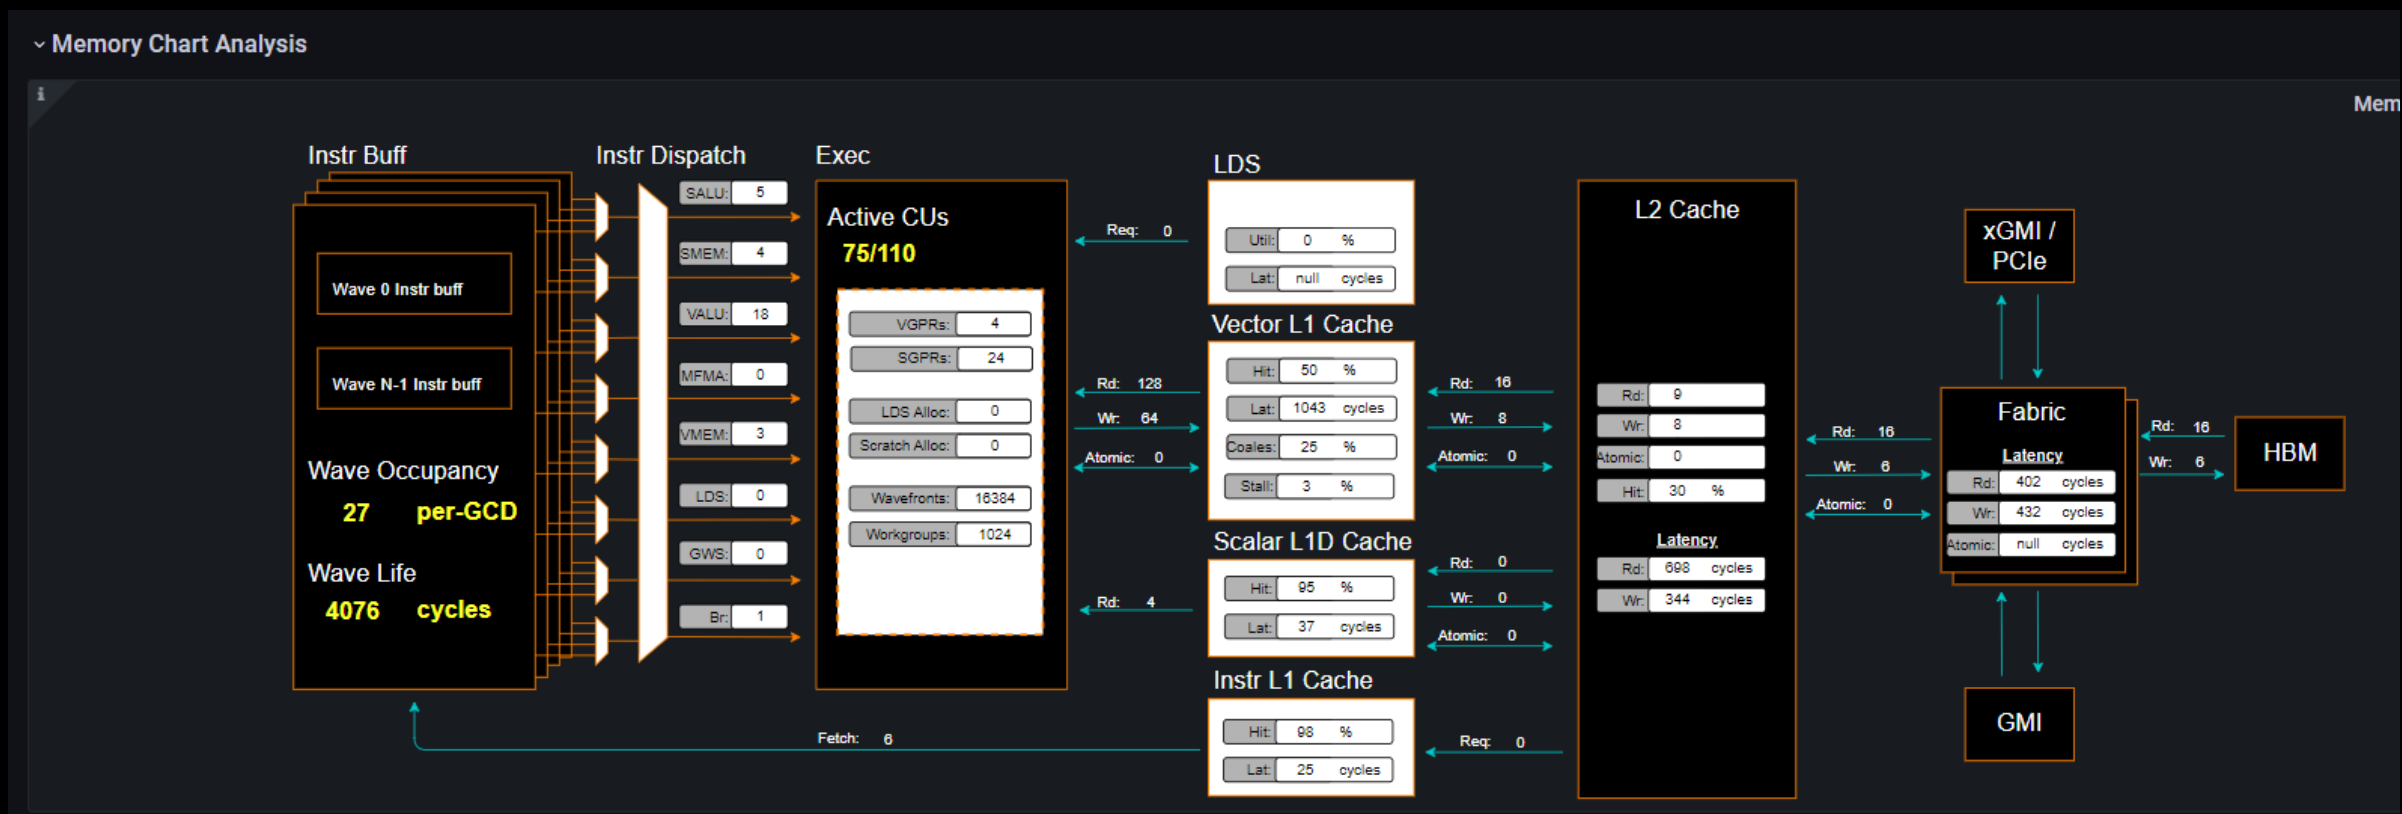 Memory Chart Analysis
i
Mem
Instr Buff
Wave 0 Instr buff
Wave N-1 Instr buff
Wave Occupancy
27 per-GCD
Wave Life
4076 cycles
Instr Dispatch
SALU: 5
SMEM: 4
VALU: 18
MFMA: 0
VMEM: 3
LDS: 0
GWS: 0
Br: 1
Exec
Active CUs
75/110
VGPRs: 4
SGPRs: 24
LDS Alloc: 0
Scratch Alloc: 0
Wavefronts: 16384
Workgroups: 1024
Req: 0
Rd: 128
Wr: 64
Atomic: 0
Rd: 4
Fetch: 6
LDS
Util: 0 %
Lat: null cycles
Vector L1 Cache
Hit: 50 %
Lat: 1043 cycles
Coales: 25 %
Stall: 3 %
Scalar L1D Cache
Hit: 95 %
Lat: 37 cycles
Instr L1 Cache
Hit: 98 %
Lat: 25 cycles
Rd: 16
Wr: 8
Atomic: 0
Rd: 0
Wr: 0
Atomic: 0
Req: 0
L2 Cache
Rd: 9
Wr: 8
Atomic: 0
Hit: 30 %
Latency
Rd: 698 cycles
Wr: 344 cycles
Rd: 16
Wr: 6
Atomic: 0
xGMI /
PCIe
Fabric
Latency
Rd: 402 cycles
Wr: 432 cycles
Atomic: null cycles
GMI
Rd: 16
Wr: 6
HBM